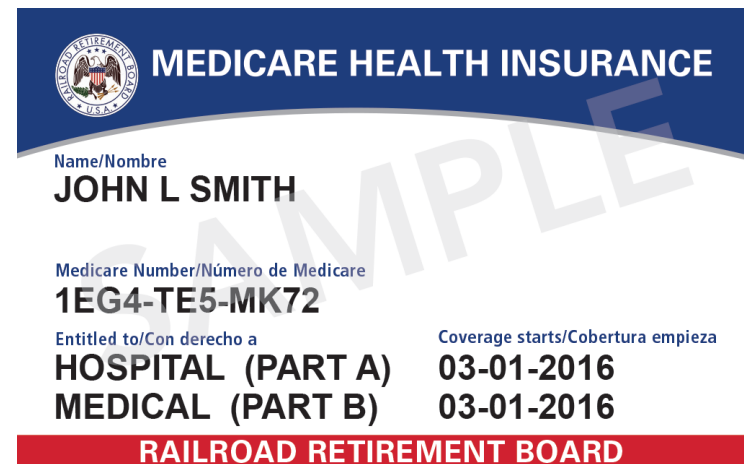 RAILROAD RETIREMENT BOARD
U.S.A.
MEDICARE HEALTH INSURANCE
SAMPLE
Name/Nombre
JOHN L SMITH
Medicare Number/Número de Medicare
1EG4-TE5-MK72
Entitled to/Con derecho a Coverage starts/Cobertura empieza
HOSPITAL (PART A) 03-01-2016
MEDICAL (PART B) 03-01-2016
RAILROAD RETIREMENT BOARD